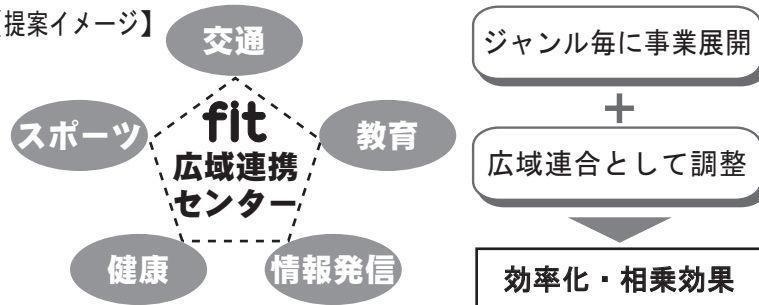 【提案イメージ】
交通
スポーツ
fit
広域連携
センター
教育
健康
情報発信
ジャンル毎に事業展開
+
広域連合として調整
効率化・相乗効果